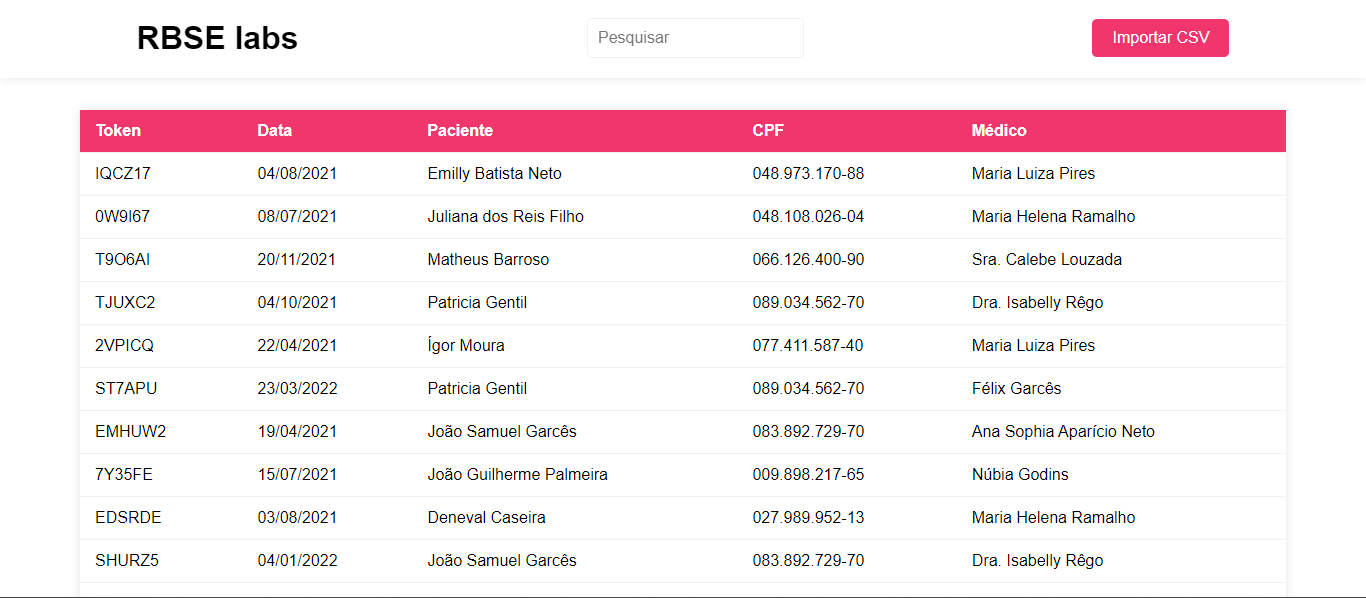 RBSE labs Pesquisar Importar CSV
Token Data Paciente CPF Médico
IQCZ17 04/08/2021 Emilly Batista Neto 048.973.170-88 Maria Luiza Pires
0W9I67 08/07/2021 Juliana dos Reis Filho 048.108.026-04 Maria Helena Ramalho
T9O6AI 20/11/2021 Matheus Barroso 066.126.400-90 Sra. Calebe Louzada
TJUXC2 04/10/2021 Patricia Gentil 089.034.562-70 Dra. Isabelly Rêgo
2VPICQ 22/04/2021 Ígor Moura 077.411.587-40 Maria Luiza Pires
ST7APU 23/03/2022 Patricia Gentil 089.034.562-70 Félix Garcês
EMHUW2 19/04/2021 João Samuel Garcês 083.892.729-70 Ana Sophia Aparício Neto
7Y35FE 15/07/2021 João Guilherme Palmeira 009.898.217-65 Núbia Godins
EDSRDE 03/08/2021 Deneval Caseira 027.989.952-13 Maria Helena Ramalho
SHURZ5 04/01/2022 João Samuel Garcês 083.892.729-70 Dra. Isabelly Rêgo